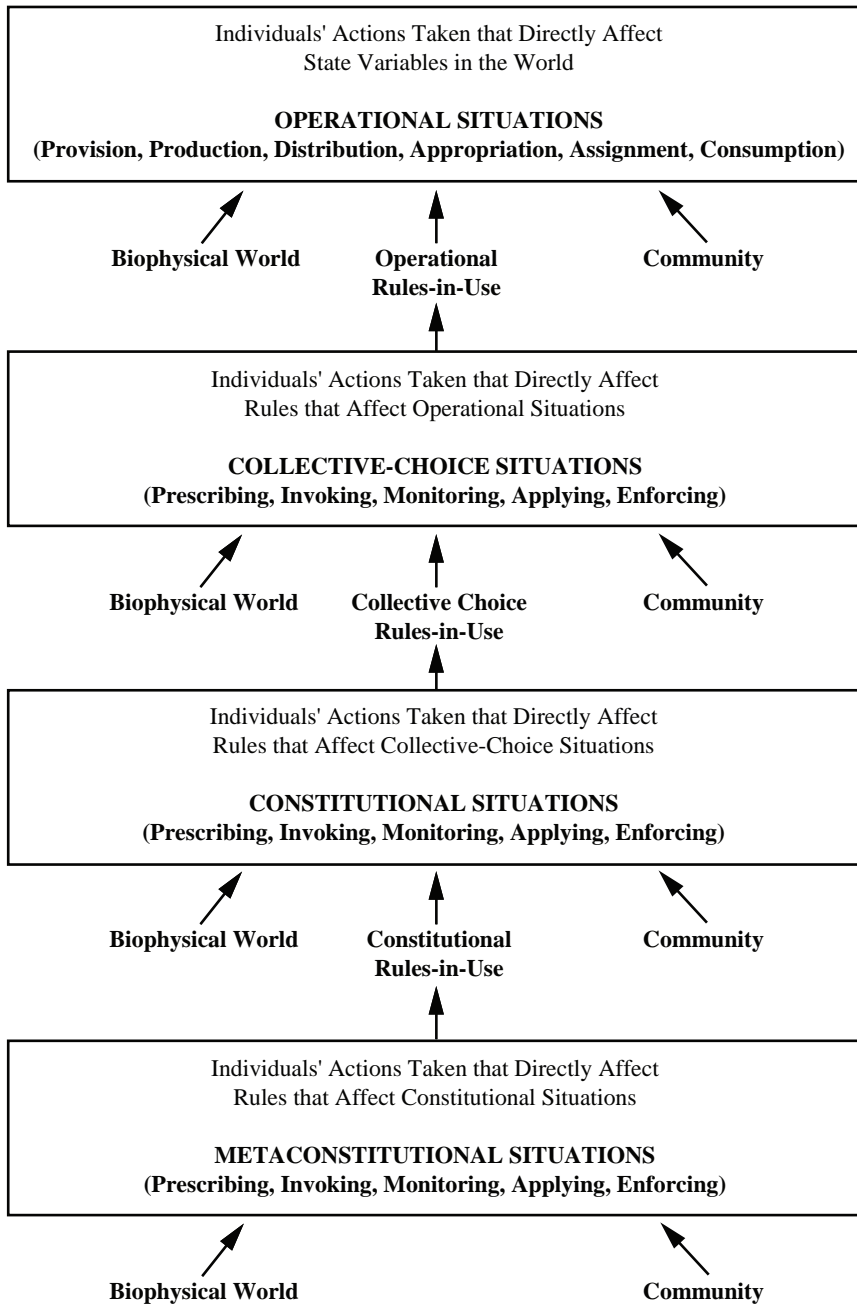 Individuals' Actions Taken that Directly Affect
State Variables in the World
OPERATIONAL SITUATIONS
(Provision, Production, Distribution, Appropriation, Assignment, Consumption)
Biophysical World
Operational
Rules-in-Use
Community
Individuals' Actions Taken that Directly Affect
Rules that Affect Operational Situations
COLLECTIVE-CHOICE SITUATIONS
(Prescribing, Invoking, Monitoring, Applying, Enforcing)
Biophysical World
Collective Choice
Rules-in-Use
Community
Individuals' Actions Taken that Directly Affect
Rules that Affect Collective-Choice Situations
CONSTITUTIONAL SITUATIONS
(Prescribing, Invoking, Monitoring, Applying, Enforcing)
Biophysical World
Constitutional
Rules-in-Use
Community
Individuals' Actions Taken that Directly Affect
Rules that Affect Constitutional Situations
METACONSTITUTIONAL SITUATIONS
(Prescribing, Invoking, Monitoring, Applying, Enforcing)
Biophysical World
Community